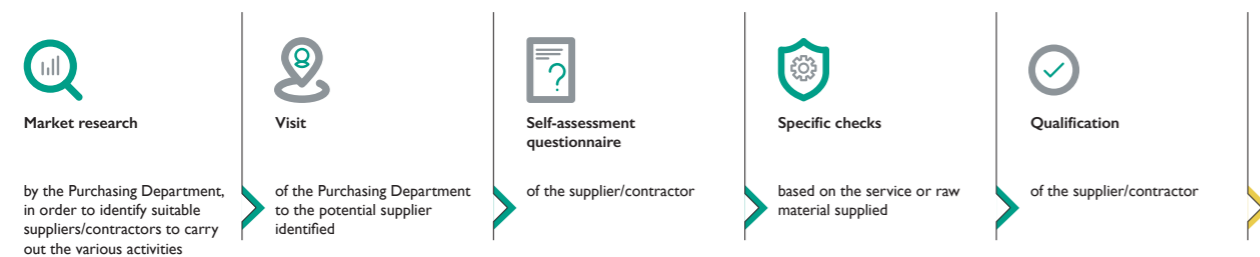 Market research
by the Purchasing Department,
in order to identify suitable
suppliers/contractors to carry
out the various activities
Visit
of the Purchasing Department
to the potential supplier
identified
?
Self-assessment
questionnaire
of the supplier/contractor
Specific checks
based on the service or raw
material supplied
Qualification
of the supplier/contractor